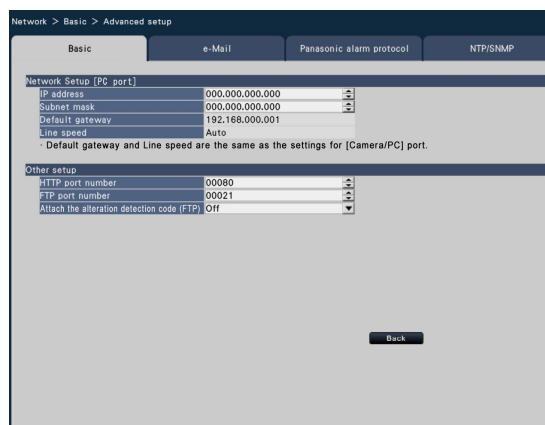 Network > Basic > Advanced setup
Basic e-Mail Panasonic alarm protocol NTP/SNMP
Network Setup [PC port]
IP address 000.000.000.000
Subnet mask 000.000.000.000
Default gateway 192.168.000.001
Line speed Auto
· Default gateway and Line speed are the same as the settings for [Camera/PC] port.
Other setup
HTTP port number 00080
FTP port number 00021
Attach the alteration detection code (FTP) Off
Back